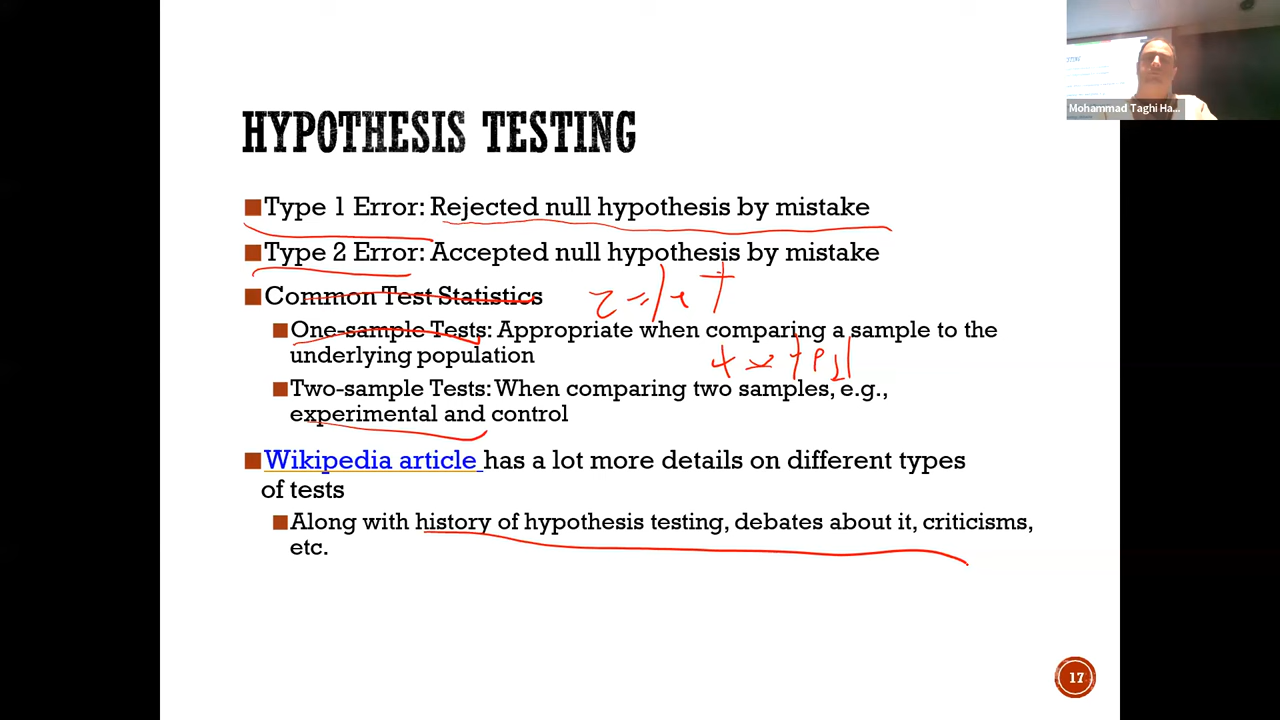 HYPOTHESIS TESTING
Type 1 Error: Rejected null hypothesis by mistake
Type 2 Error: Accepted null hypothesis by mistake
Common Test Statistics
One-sample Tests: Appropriate when comparing a sample to the
underlying population
Two-sample Tests: When comparing two samples, e.g.,
experimental and control
Wikipedia article has a lot more details on different types
of tests
Along with history of hypothesis testing, debates about it, criticisms,
etc.
17
Mohammad Taghi Ha...